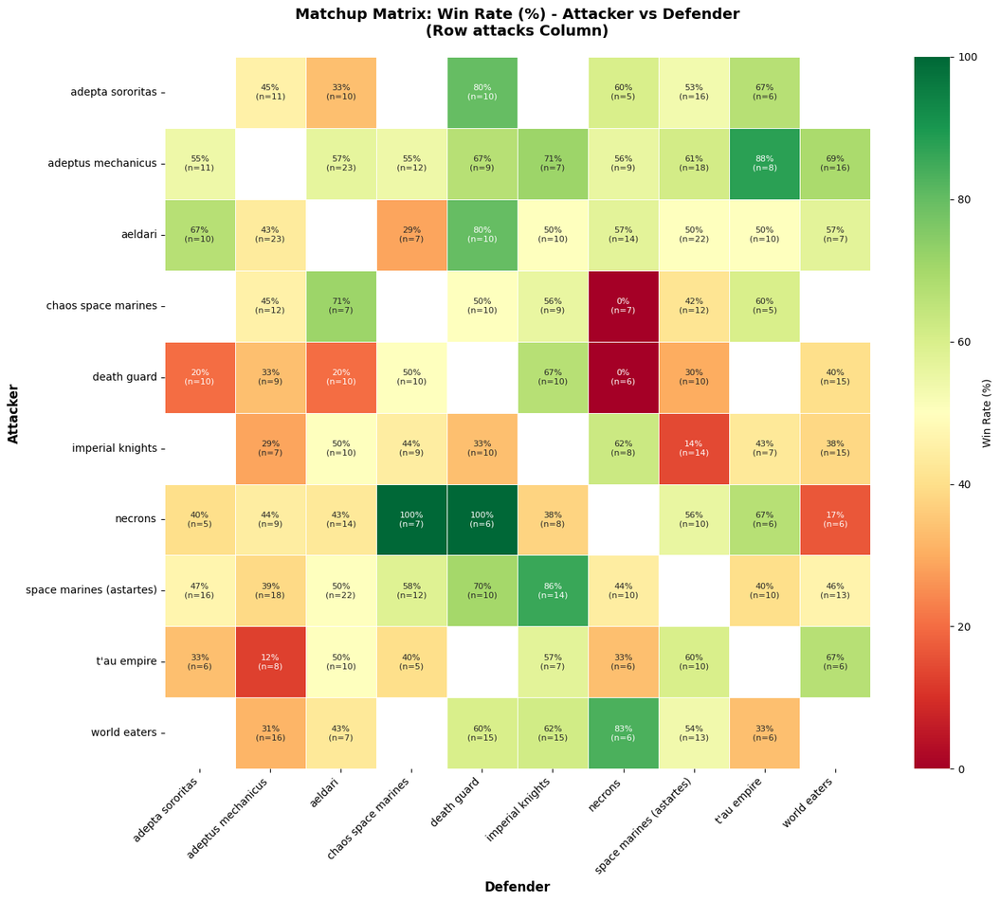 Matchup Matrix: Win Rate (%) - Attacker vs Defender
(Row attacks Column)
Attacker
adepta sororitas
45% 33% 80% 60% 53% 67%
(n=11) (n=10) (n=10) (n=5) (n=16) (n=6)
adeptus mechanicus
55% 57% 55% 67% 71% 56% 61% 88% 69%
(n=11) (n=23) (n=12) (n=9) (n=7) (n=9) (n=18) (n=8) (n=16)
aeldari
67% 43% 29% 80% 50% 57% 50% 50% 57%
(n=10) (n=23) (n=7) (n=10) (n=10) (n=14) (n=22) (n=10) (n=7)
chaos space marines
45% 71% 50% 56% 0% 42% 60%
(n=12) (n=7) (n=10) (n=9) (n=7) (n=12) (n=5)
death guard
20% 33% 20% 50% 67% 0% 30% 40%
(n=10) (n=9) (n=10) (n=10) (n=10) (n=6) (n=10) (n=15)
imperial knights
29% 50% 44% 33% 62% 14% 43% 38%
(n=7) (n=10) (n=9) (n=10) (n=8) (n=14) (n=7) (n=15)
necrons
40% 44% 43% 100% 100% 38% 56% 67% 17%
(n=5) (n=9) (n=14) (n=7) (n=6) (n=8) (n=10) (n=6) (n=6)
space marines (astartes)
47% 39% 50% 58% 70% 86% 44% 40% 46%
(n=16) (n=18) (n=22) (n=12) (n=10) (n=14) (n=10) (n=10) (n=13)
t'au empire
33% 12% 50% 40% 57% 33% 60% 67%
(n=6) (n=8) (n=10) (n=5) (n=7) (n=6) (n=10) (n=6)
world eaters
31% 43% 60% 62% 83% 54% 33%
(n=16) (n=7) (n=15) (n=15) (n=6) (n=13) (n=6)
adepta sororitas
adeptus mechanicus
aeldari
chaos space marines
death guard
imperial knights
necrons
space marines (astartes)
t'au empire
world eaters
Defender
100
80
60
40
20
0
Win Rate (%)